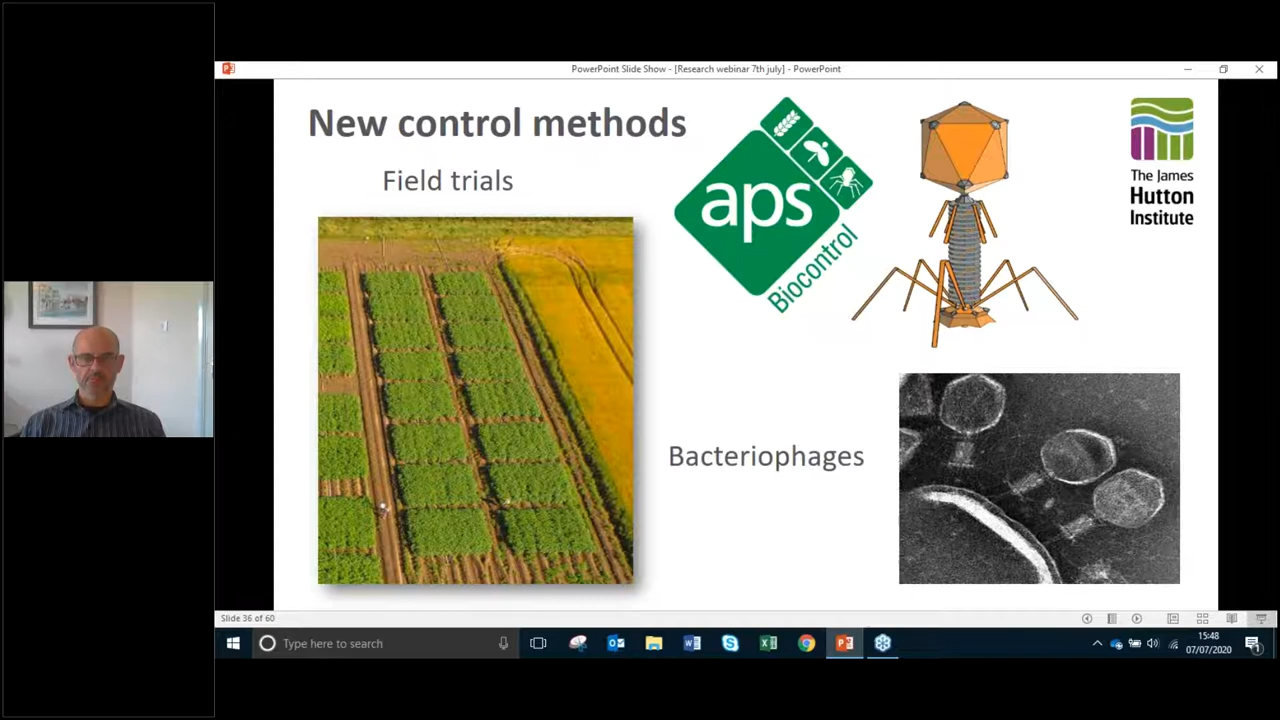 PowerPoint Slide Show - [Research webinar 7th july] - PowerPoint
New control methods
Field trials
aps
Biocontrol
The James
Hutton
Institute
Bacteriophages
Slide 36 of 60
Type here to search
15:48
07/07/2020
1